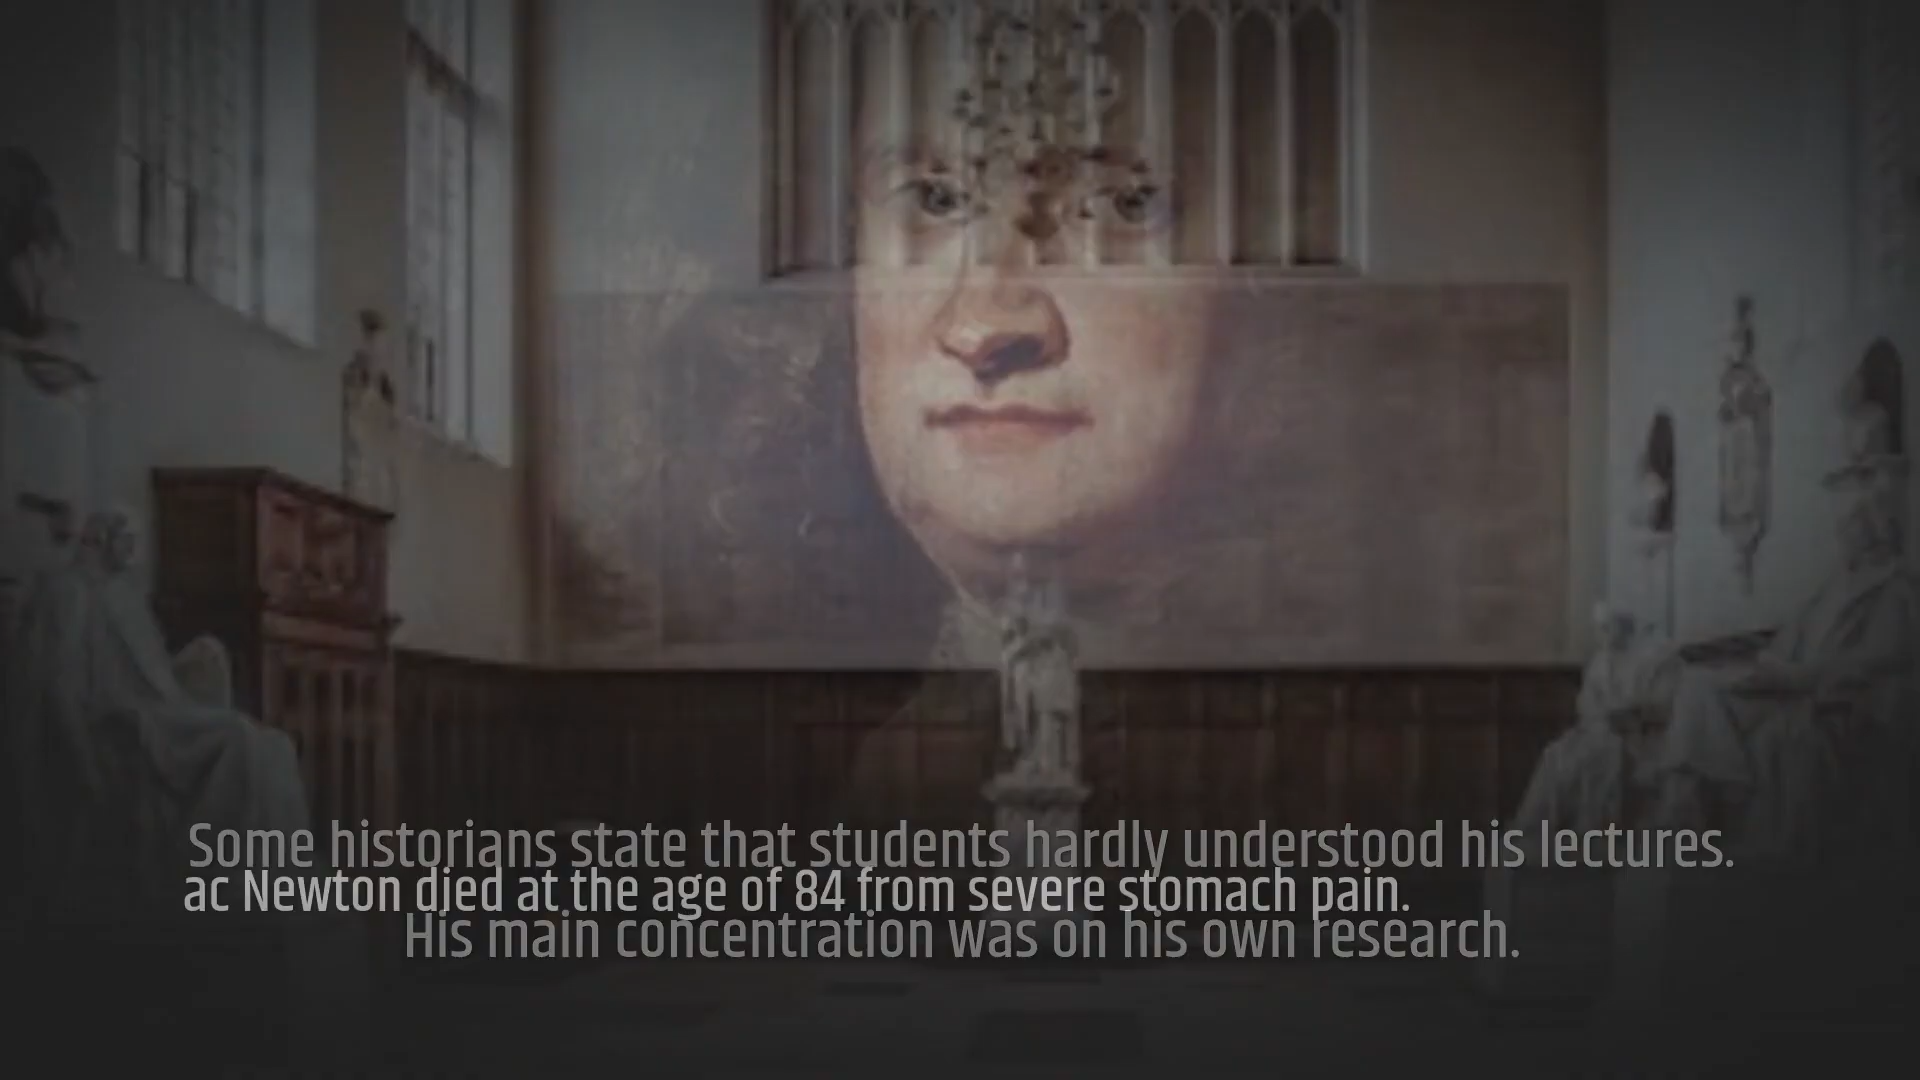 Some historians state that students hardly understood his lectures.
ac Newton died at the age of 84 from severe stomach pain.
His main concentration was on his own research.